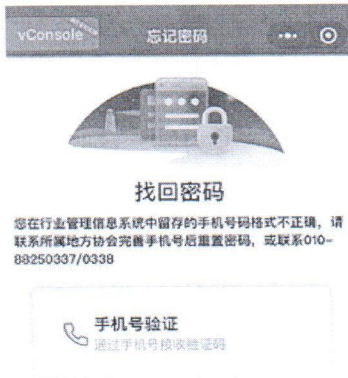 vConsole
忘记密码
找回密码
您在行业管理信息系统中留存的手机号码格式不正确，请
联系所属地方协会完善手机号后重置密码，或联系010-
88250337/0338
手机号验证
通过手机号接收验证码